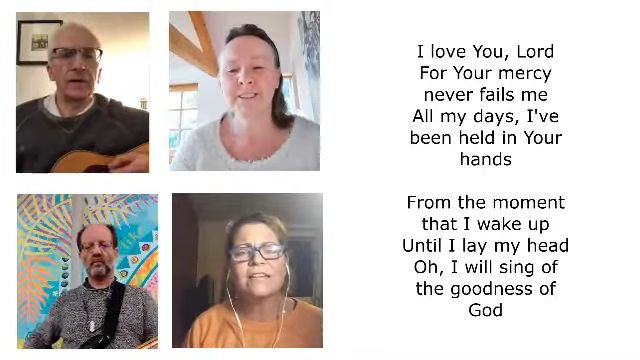 I love You, Lord
For Your mercy
never fails me
All my days, I've
been held in Your
hands
From the moment
that I wake up
Until I lay my head
Oh, I will sing of
the goodness of
God